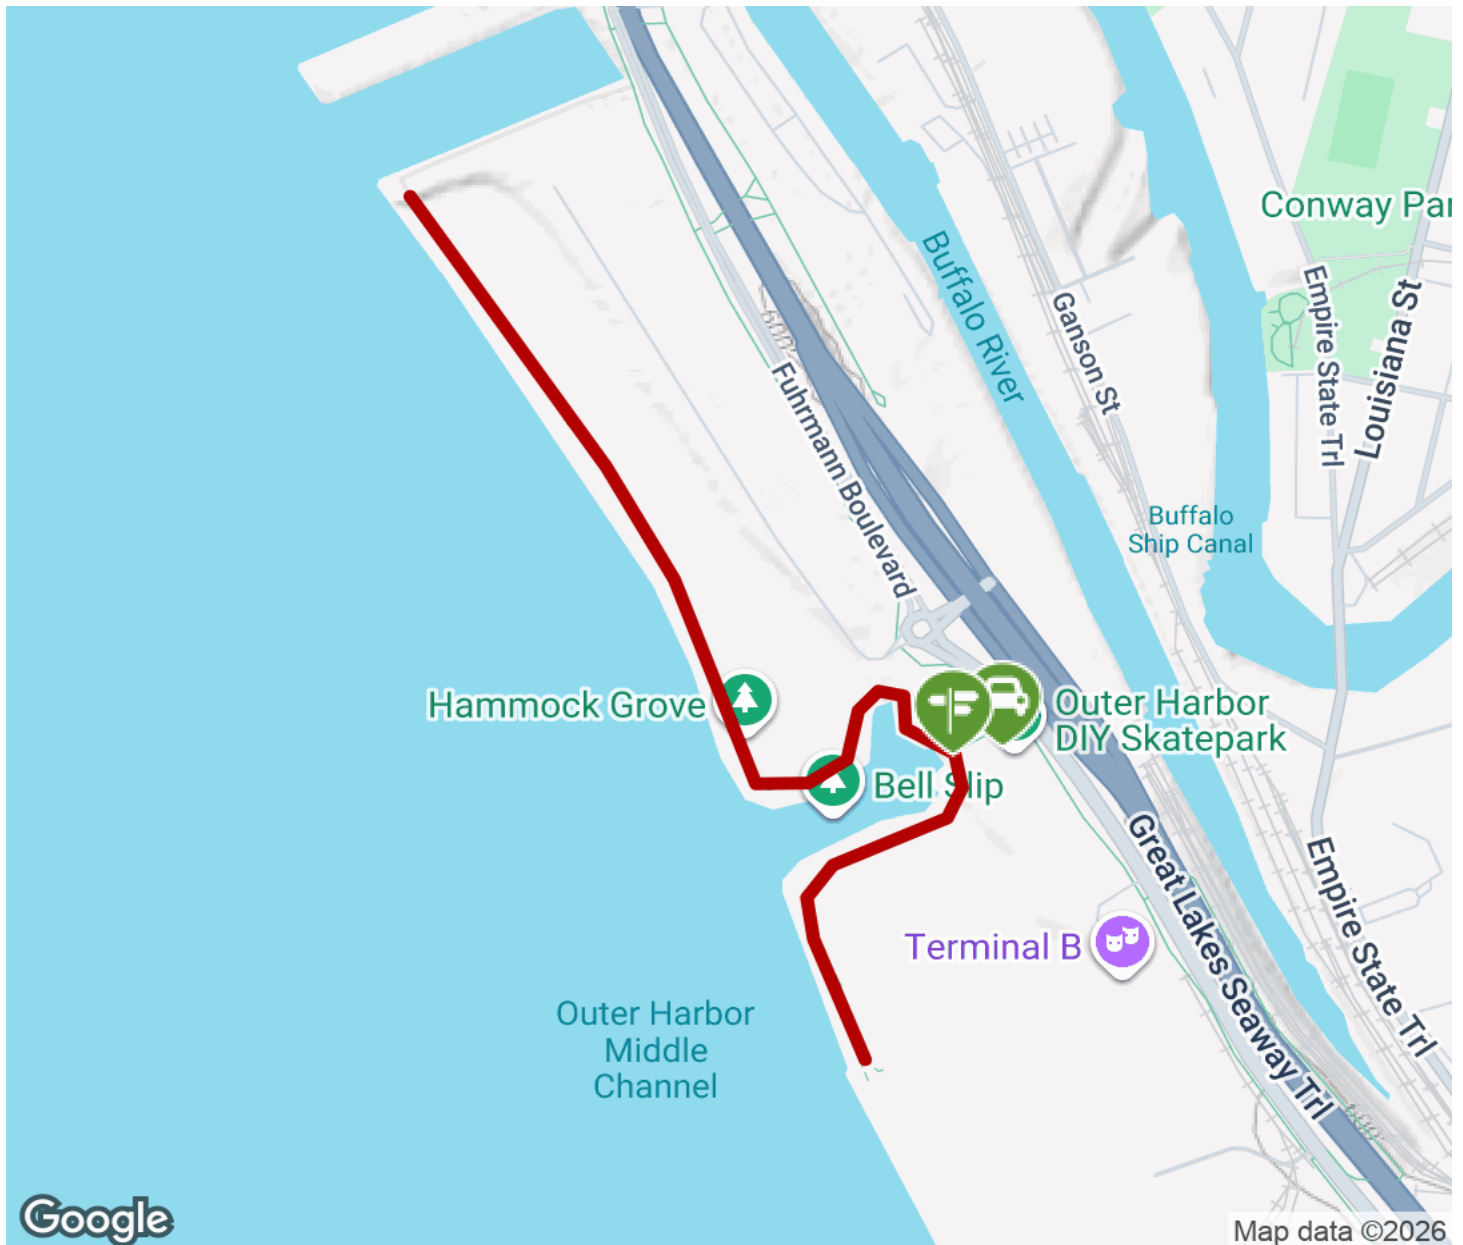 Conway Par
Buffalo River
Ganson St
Empire State Trl
Louisiana St
600
Fuhrmann Boulevard
Buffalo
Ship Canal
Hammock Grove
Outer Harbor
DIY Skatepark
Bell Slip
Great Lakes Seaway Trl
Empire State Trl
Terminal B
Outer Harbor
Middle
Channel
600
Google
Map data ©2026